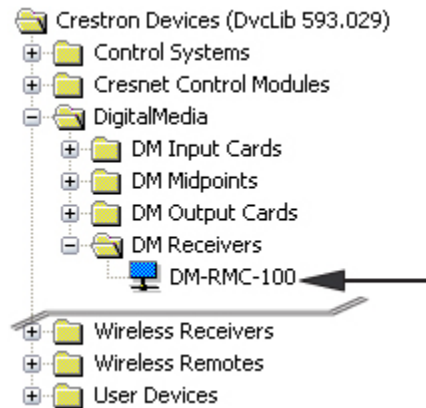 Crestron Devices (DvcLib 593.029)
Control Systems
Cresnet Control Modules
DigitalMedia
DM Input Cards
DM Midpoints
DM Output Cards
DM Receivers
DM-RMC-100
Wireless Receivers
Wireless Remotes
User Devices